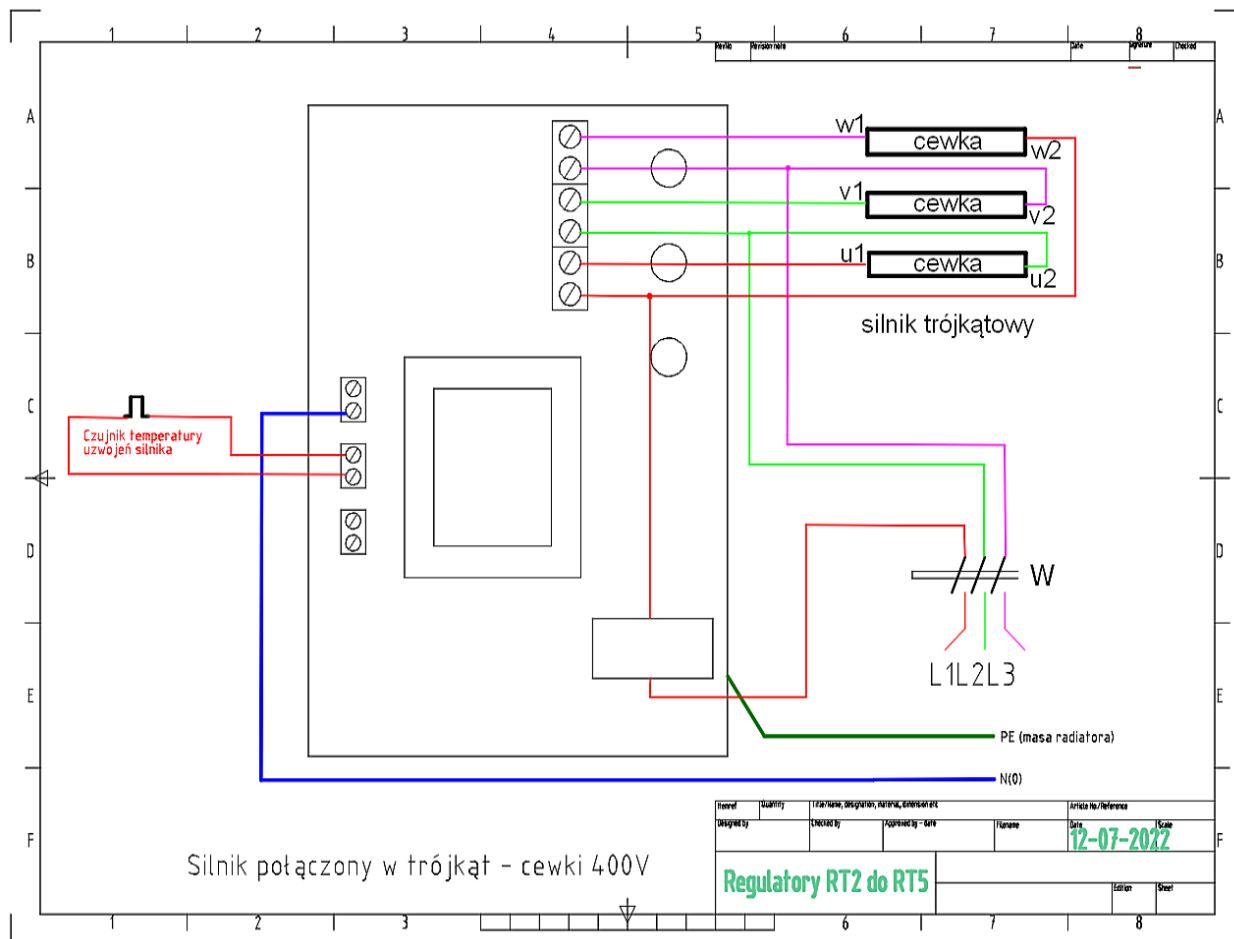 1 2 3 4 5 6 7 8
RevNo Revision note Date Signature Checked
A A
w1 cewka w2
v1 cewka v2
B B
u1 cewka u2
silnik trójkątowy
C C
Czujnik temperatury
uzwojeń silnika
D D
W
L1L2L3
E E
PE (masa radiatora)
N(0)
Itemref Quantity Title/Name, designation, material, dimension etc Article No./Reference
Designed by Checked by Approved by - date Filename Date Scale
F 12-07-2022 F
Silnik połączony w trójkąt - cewki 400V
Regulatory RT2 do RT5
Edition Sheet
1 2 3 4 5 6 7 8